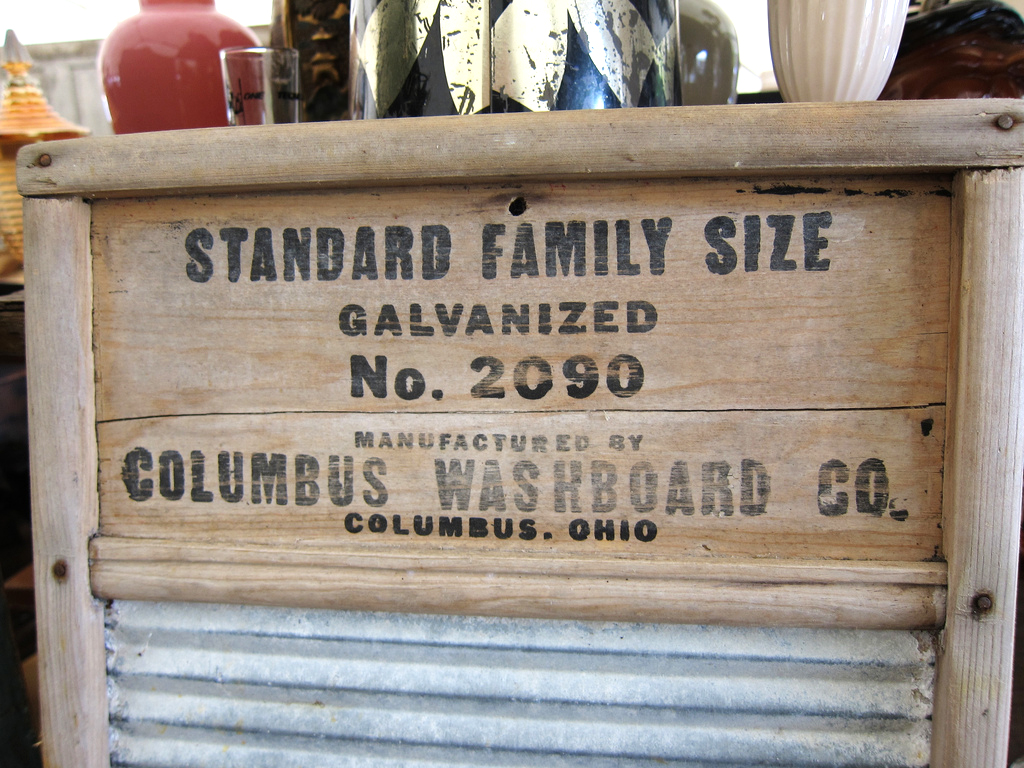 STANDARD FAMILY SIZE
GALVANIZED
No. 2090
MANUFACTURED BY
COLUMBUS WASHBOARD CO.
COLUMBUS. OHIO